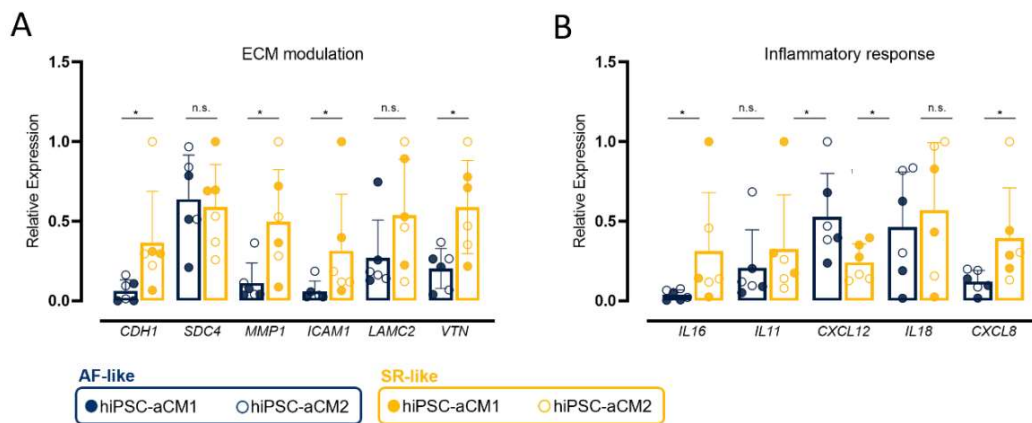 A
ECM modulation
Relative Expression
1.5
1.0
0.5
0.0
* n.s. * * n.s. *
CDH1 SDC4 MMP1 ICAM1 LAMC2 VTN
B
Inflammatory response
Relative Expression
1.5
1.0
0.5
0.0
* n.s. * * n.s. *
IL16 IL11 CXCL12 IL18 CXCL8
AF-like
hiPSC-aCM1 hiPSC-aCM2
SR-like
hiPSC-aCM1 hiPSC-aCM2